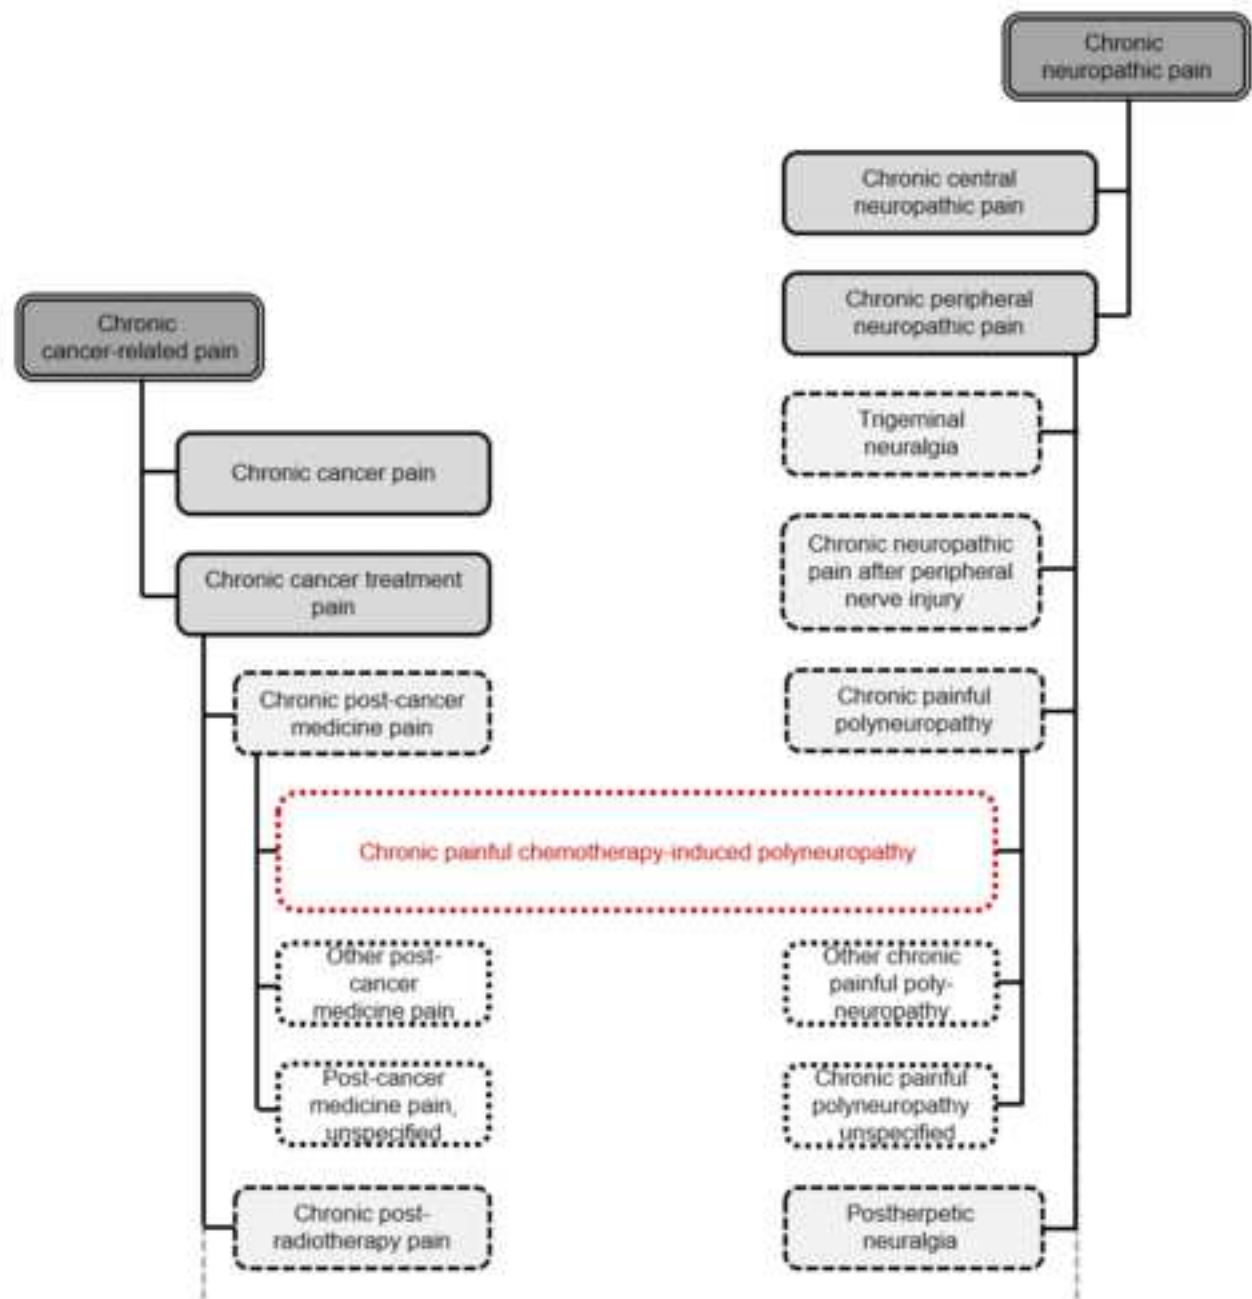 Chronic
neuropathic pain
Chronic central
neuropathic pain
Chronic peripheral
neuropathic pain
Chronic
cancer-related pain
Trigeminal
neuralgia
Chronic cancer pain
Chronic neuropathic
pain after peripheral
nerve injury
Chronic cancer treatment
pain
Chronic post-cancer
medicine pain
Chronic painful
polyneuropathy
Chronic painful chemotherapy-induced polyneuropathy
Other post-
cancer
medicine pain
Other chronic
painful poly-
neuropathy
Post-cancer
medicine pain,
unspecified
Chronic painful
polyneuropathy
unspecified
Chronic post-
radiotherapy pain
Postherpetic
neuralgia